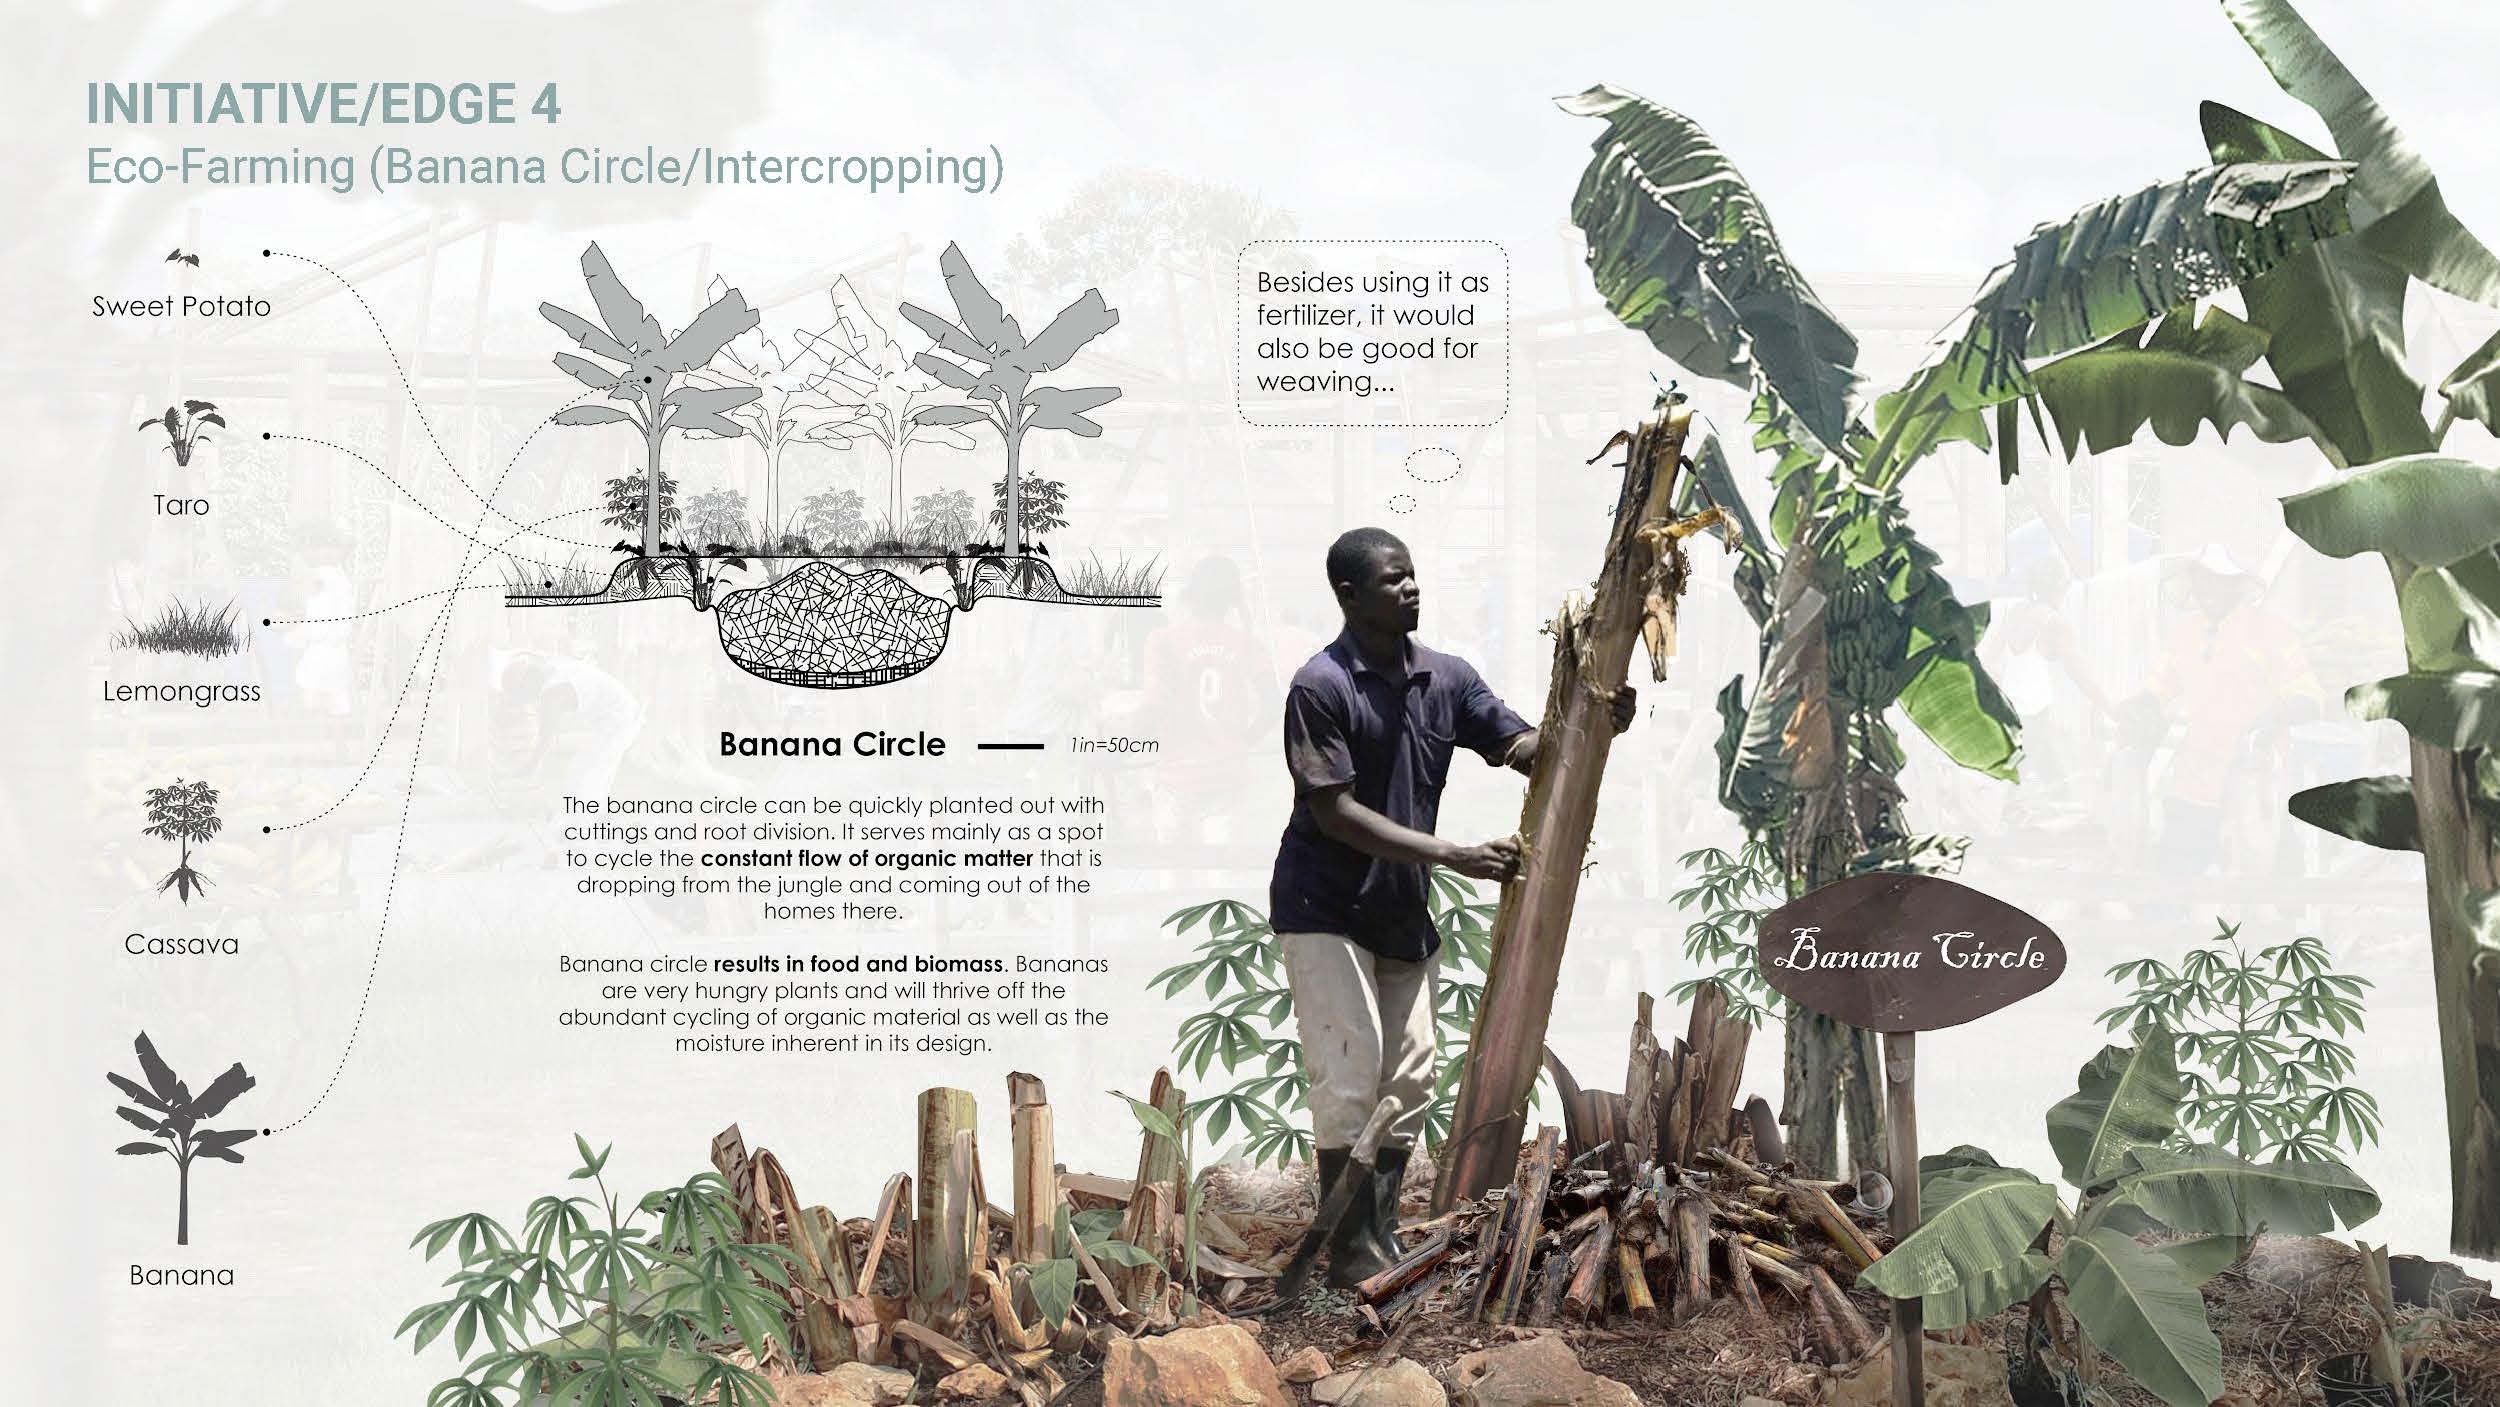 INITIATIVE/EDGE 4
Eco-Farming (Banana Circle/Intercropping)
Sweet Potato
Taro
Lemongrass
Cassava
Banana
Banana Circle
1in=50cm
The banana circle can be quickly planted out with
cuttings and root division. It serves mainly as a spot
to cycle the constant flow of organic matter that is
dropping from the jungle and coming out of the
homes there.
Banana circle results in food and biomass. Bananas
are very hungry plants and will thrive off the
abundant cycling of organic material as well as the
moisture inherent in its design.
Besides using it as
fertilizer, it would
also be good for
weaving...
9
Banana Circle